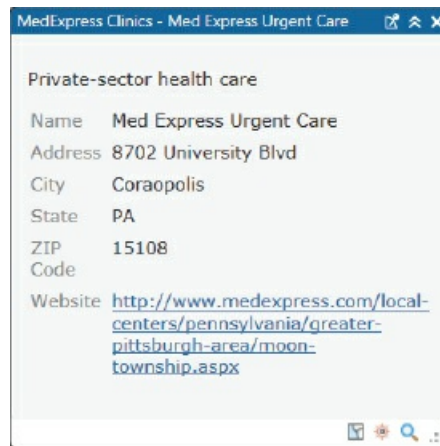 MedExpress Clinics - Med Express Urgent Care
Private-sector health care
Name Med Express Urgent Care
Address 8702 University Blvd
City Coraopolis
State PA
ZIP 15108
Code
Website http://www.medexpress.com/local-
centers/pennsylvania/greater-
pittsburgh-area/moon-
township.aspx